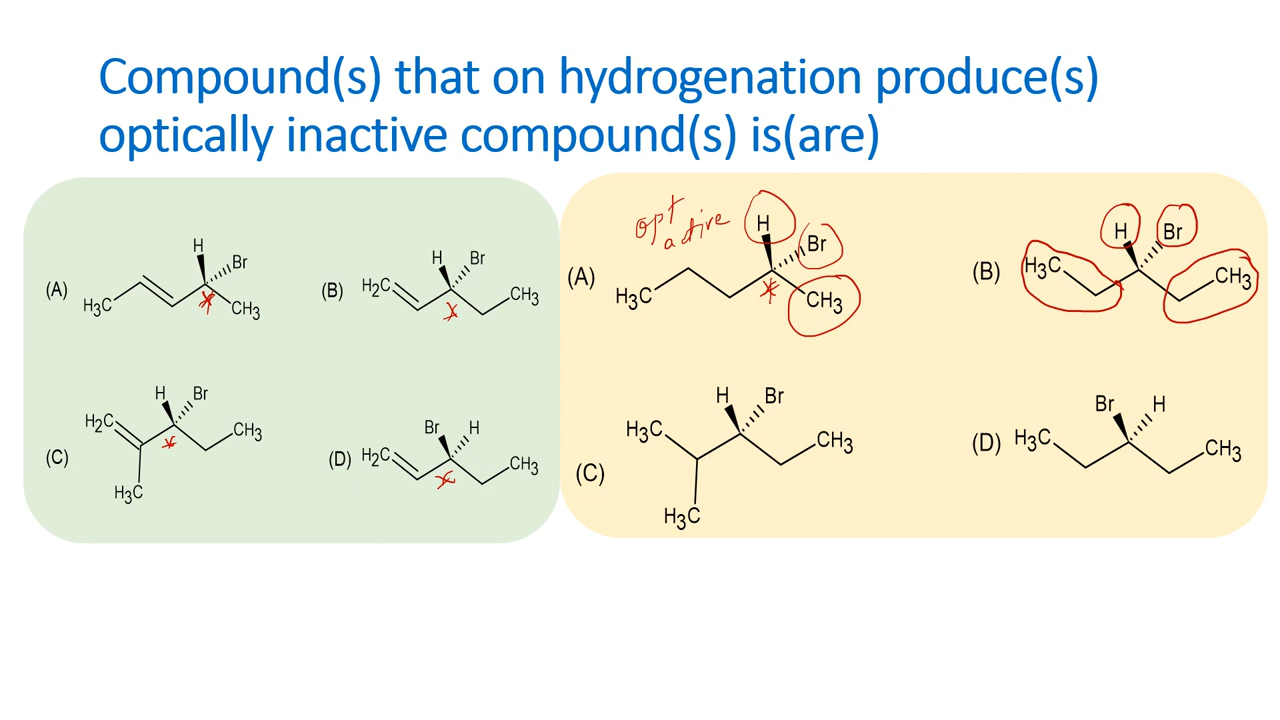 Compound(s) that on hydrogenation produce(s)
optically inactive compound(s) is(are)
(A)
H
Br
H3C
CH3
(B)
H
Br
H2C
CH3
(C)
H
Br
H2C
CH3
H3C
(D)
Br
H
H2C
CH3
opt
active
(A)
H
Br
H3C
CH3
(B)
H
Br
H3C
CH3
(C)
H
Br
H3C
CH3
H3C
(D)
Br
H
H3C
CH3